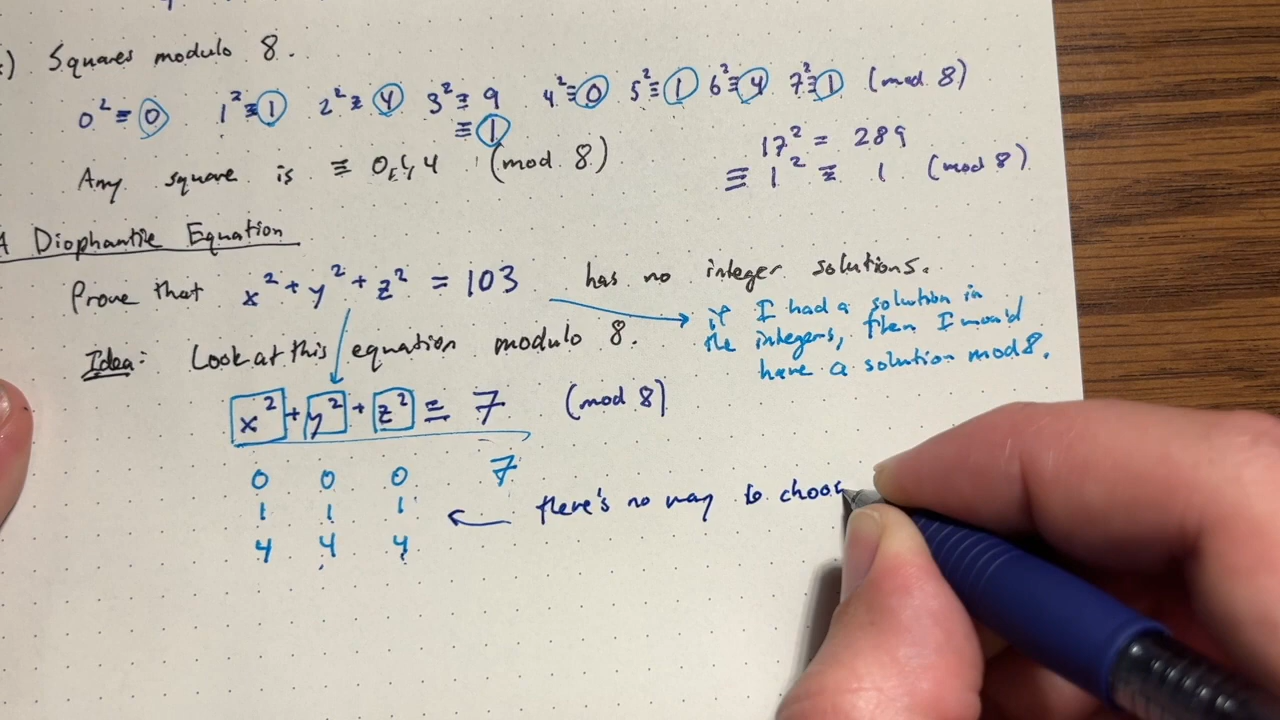 ) Squares modulo 8.
0² ≡ 0 1² ≡ 1 2² ≡ 4 3² ≡ 9 4² ≡ 0 5² ≡ 1 6² ≡ 4 7² ≡ 1 (mod 8)
≡ 1
17² = 289
Any square is ≡ 0, 1, 4 (mod 8)
≡ 1² ≡ 1 (mod 8)
A Diophantie Equation
Prove that x² + y² + z² = 103 has no integer solutions.
if I had a solution in
the integers, then I would
have a solution mod 8.
Idea: Look at this equation modulo 8.
x² + y² + z² ≡ 7 (mod 8)
0 0 0 7
1 1 1
4 4 4
there's no way to choos